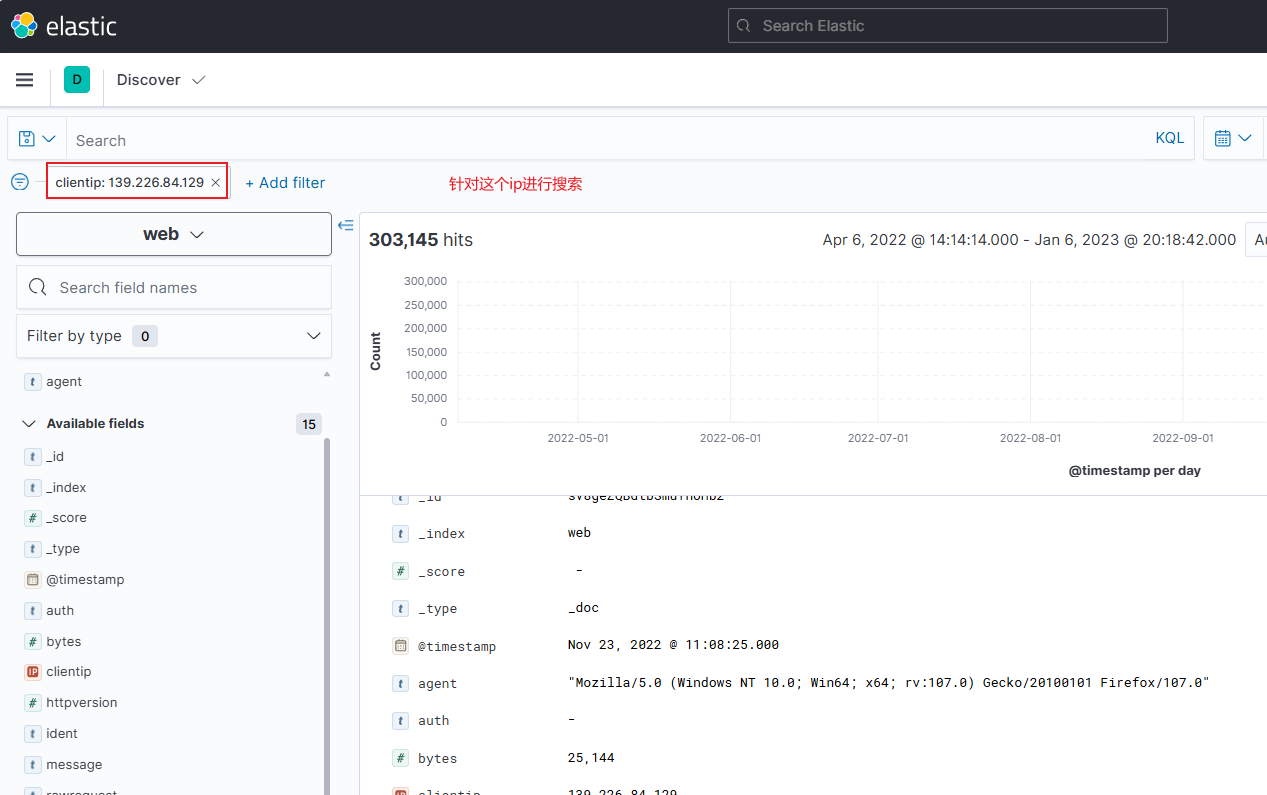 elastic
Search Elastic
D Discover
Search KQL
clientip: 139.226.84.129 × + Add filter 针对这个ip进行搜索
web
303,145 hits Apr 6, 2022 @ 14:14:14.000 - Jan 6, 2023 @ 20:18:42.000
Search field names
Filter by type 0
t agent
Available fields 15
t _id
t _index
# _score
t _type
@timestamp
t auth
# bytes
IP clientip
# httpversion
t ident
t message
300,000
250,000
200,000
150,000
100,000
50,000
0
Count
2022-05-01 2022-06-01 2022-07-01 2022-08-01 2022-09-01
@timestamp per day
t _id
t _index web
# _score -
t _type _doc
@timestamp Nov 23, 2022 @ 11:08:25.000
t agent "Mozilla/5.0 (Windows NT 10.0; Win64; x64; rv:107.0) Gecko/20100101 Firefox/107.0"
t auth -
# bytes 25,144
clientip 139.226.84.129